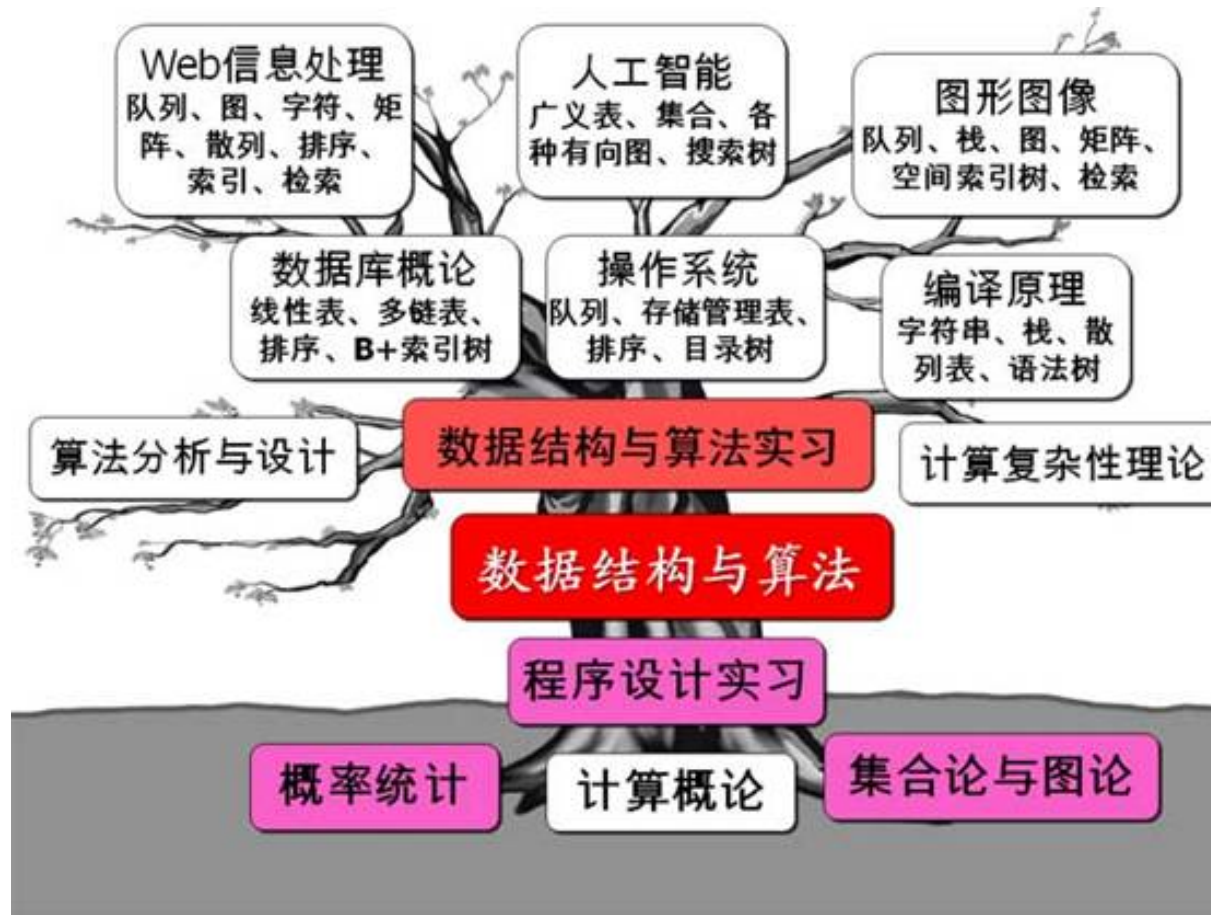 Web信息处理
队列、图、字符、矩
阵、散列、排序、
索引、检索
人工智能
广义表、集合、各
种有向图、搜索树
图形图像
队列、栈、图、矩阵、
空间索引树、检索
数据库概论
线性表、多链表、
排序、B+索引树
操作系统
队列、存储管理表、
排序、目录树
编译原理
字符串、栈、散
列表、语法树
算法分析与设计
数据结构与算法实习
计算复杂性理论
数据结构与算法
程序设计实习
概率统计
计算概论
集合论与图论